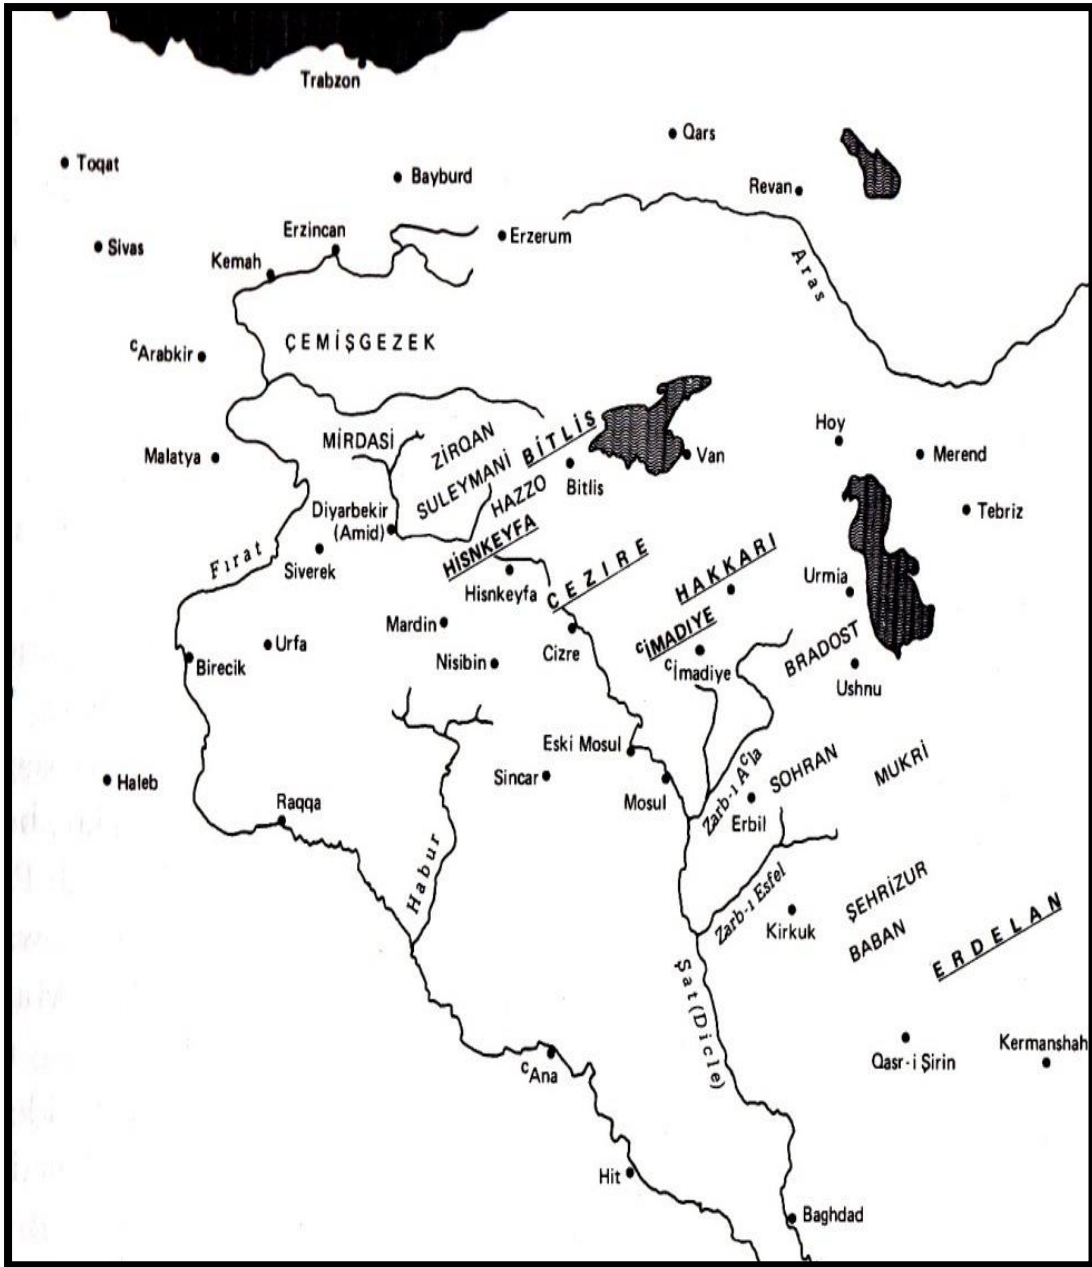 Trabzon
Qars
Toqat
Bayburd
Revan
Erzincan
Erzerum
Sivas
Kemah
Aras
ÇEMİŞGEZEK
cArabkir
Hoy
MİRDASİ
ZİRQAN
BİTLİS
Malatya
Van
Merend
SULEYMANİ
Bitlis
HAZZO
Diyarbekir
(Amid)
Tebriz
HİSNKEYFA
Fırat
Siverek
Hisnkeyfa
CEZIRE
HAKKARI
Urmia
Mardin
cİMADIYE
Urfa
Birecik
Nisibin
Cizre
cİmadiye
BRADOST
Ushnu
Eski Mosul
Haleb
Sincar
Mosul
Zarb-ı Acla
SOHRAN
MUKRİ
Raqqa
Erbil
Habur
Zarb-ı Esfel
Kirkuk
ŞEHRİZUR
BABAN
ERDELAN
Şat(Dicle)
Qasr-i Şirin
Kermanshah
cAna
Hit
Baghdad